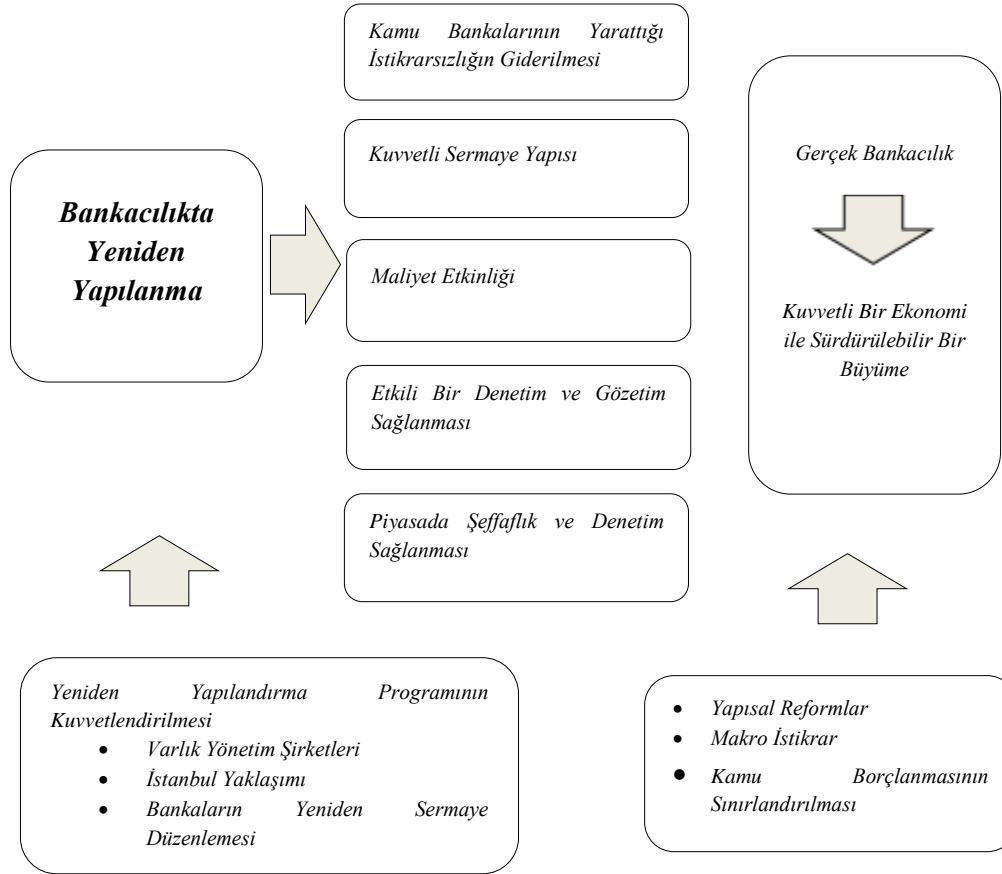 Bankacılıkta
Yeniden
Yapılanma
Kamu Bankalarının Yarattığı
İstikrarsızlığın Giderilmesi
Kuvvetli Sermaye Yapısı
Maliyet Etkinliği
Etkili Bir Denetim ve Gözetim
Sağlanması
Piyasada Şeffaflık ve Denetim
Sağlanması
Gerçek Bankacılık
Kuvvetli Bir Ekonomi
ile Sürdürülebilir Bir
Büyüme
Yeniden Yapılandırma Programının
Kuvvetlendirilmesi
• Varlık Yönetim Şirketleri
• İstanbul Yaklaşımı
• Bankaların Yeniden Sermaye
Düzenlemesi
• Yapısal Reformlar
• Makro İstikrar
• Kamu Borçlanmasının
Sınırlandırılması